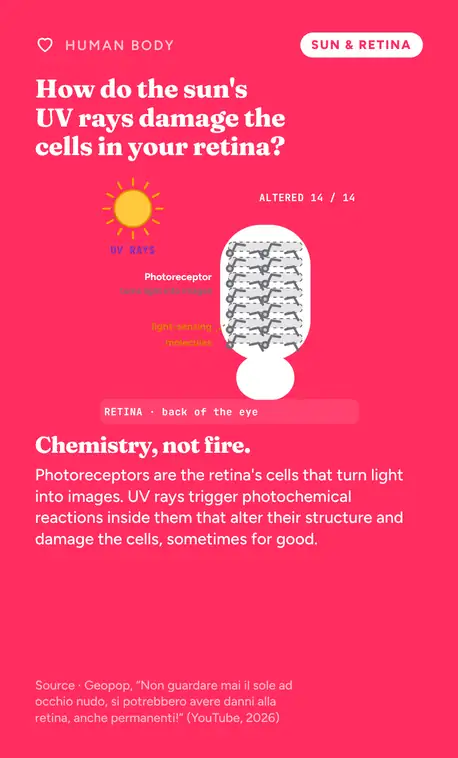 HUMAN BODY
SUN & RETINA
How do the sun's
UV rays damage the
cells in your retina?
ALTERED 14 / 14
UV RAYS
Photoreceptor
turns light into images
light-sensing
molecules
RETINA · back of the eye
Chemistry, not fire.
Photoreceptors are the retina's cells that turn light
into images. UV rays trigger photochemical
reactions inside them that alter their structure and
damage the cells, sometimes for good.
Source · Geopop, “Non guardare mai il sole ad
occhio nudo, si potrebbero avere danni alla
retina, anche permanenti!” (YouTube, 2026)